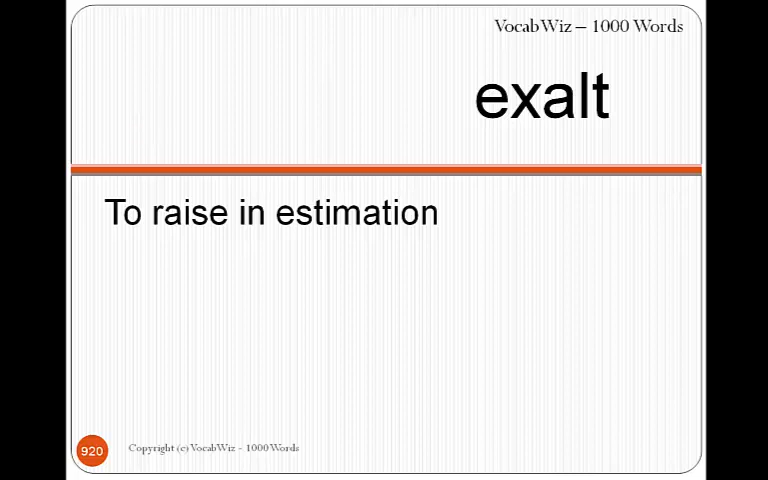 VocabWiz – 1000 Words
exalt
To raise in estimation
920
Copyright (c) VocabWiz - 1000 Words